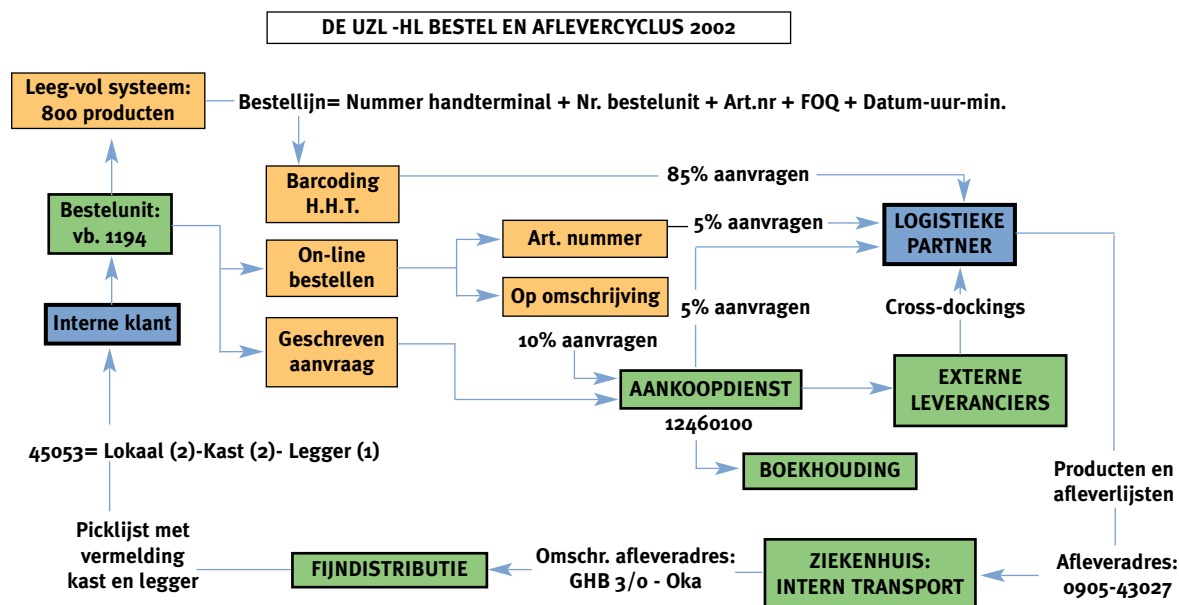 DE UZL -HL BESTEL EN AFLEVERCYCLUS 2002
Leeg-vol systeem:
800 producten
Bestellijn= Nummer handterminal + Nr. bestelunit + Art.nr + FOQ + Datum-uur-min.
Barcoding
H.H.T.
85% aanvragen
Bestelunit:
vb. 1194
5% aanvragen
LOGISTIEKE
PARTNER
Art. nummer
On-line
bestellen
Op omschrijving
5% aanvragen
Cross-dockings
Interne klant
Geschreven
aanvraag
10% aanvragen
AANKOOPDIENST
EXTERNE
LEVERANCIERS
12460100
45053= Lokaal (2)-Kast (2)- Legger (1)
BOEKHOUDING
Producten en
afleverlijsten
Picklijst met
vermelding
kast en legger
FIJNDISTRIBUTIE
Omschr. afleveradres:
GHB 3/0 - Oka
ZIEKENHUIS:
INTERN TRANSPORT
Afleveradres:
0905-43027